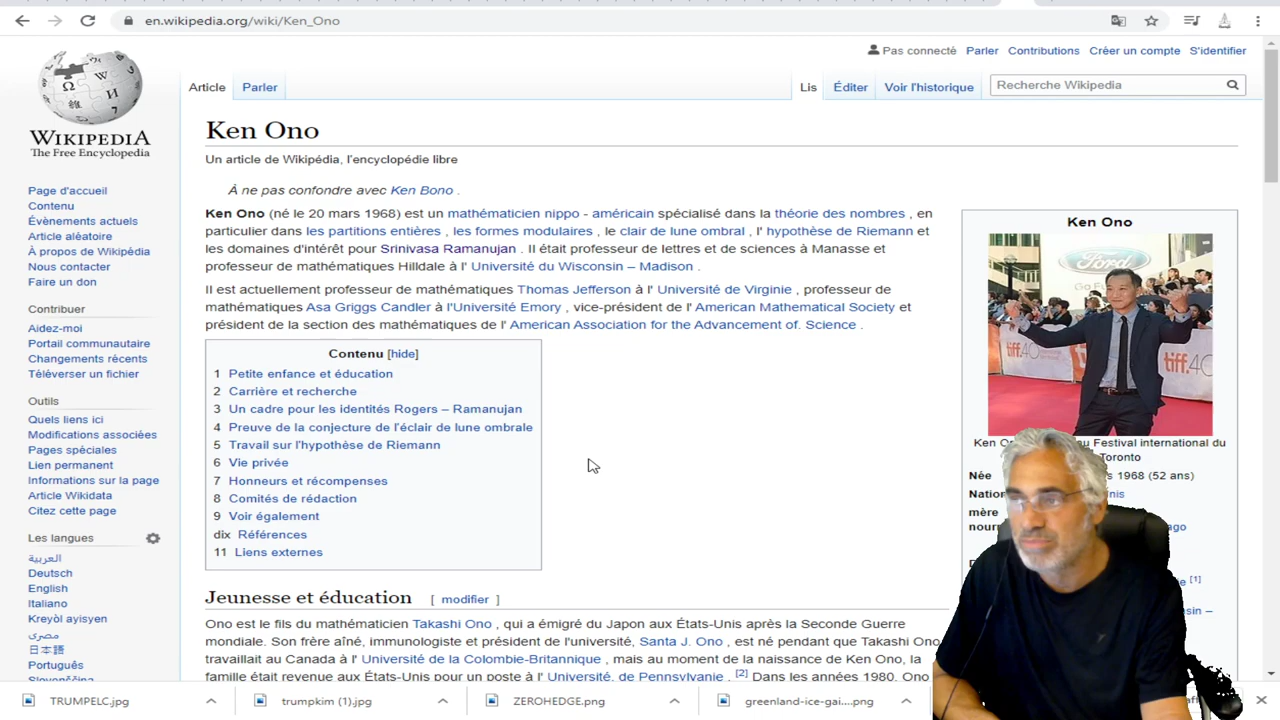 en.wikipedia.org/wiki/Ken_Ono
Pas connecté Parler Contributions Créer un compte S'identifier
Article Parler Lis Éditer Voir l'historique Recherche Wikipedia
WIKIPEDIA
The Free Encyclopedia
Page d'accueil
Contenu
Évènements actuels
Article aléatoire
À propos de Wikipédia
Nous contacter
Faire un don
Contribuer
Aidez-moi
Portail communautaire
Changements récents
Téléverser un fichier
Outils
Quels liens ici
Modifications associées
Pages spéciales
Lien permanent
Informations sur la page
Article Wikidata
Citez cette page
Les langues
العربية
Deutsch
English
Italiano
Kreyòl ayisyen
مصرى
日本語
Português
Slovenščina
Ken Ono
Un article de Wikipédia, l'encyclopédie libre
À ne pas confondre avec Ken Bono .
Ken Ono (né le 20 mars 1968) est un mathématicien nippo - américain spécialisé dans la théorie des nombres , en
particulier dans les partitions entières , les formes modulaires , le clair de lune ombral , l' hypothèse de Riemann et
les domaines d'intérêt pour Srinivasa Ramanujan . Il était professeur de lettres et de sciences à Manasse et
professeur de mathématiques Hilldale à l' Université du Wisconsin – Madison .
Il est actuellement professeur de mathématiques Thomas Jefferson à l' Université de Virginie , professeur de
mathématiques Asa Griggs Candler à l'Université Emory , vice-président de l' American Mathematical Society et
président de la section des mathématiques de l' American Association for the Advancement of. Science .
Contenu [hide]
1 Petite enfance et éducation
2 Carrière et recherche
3 Un cadre pour les identités Rogers – Ramanujan
4 Preuve de la conjecture de l'éclair de lune ombrale
5 Travail sur l'hypothèse de Riemann
6 Vie privée
7 Honneurs et récompenses
8 Comités de rédaction
9 Voir également
dix Références
11 Liens externes
Jeunesse et éducation [ modifier ]
Ono est le fils du mathématicien Takashi Ono , qui a émigré du Japon aux États-Unis après la Seconde Guerre
mondiale. Son frère aîné, immunologiste et président de l'université, Santa J. Ono , est né pendant que Takashi Ono
travaillait au Canada à l' Université de la Colombie-Britannique , mais au moment de la naissance de Ken Ono, la
famille était revenue aux États-Unis pour un poste à l' Université. de Pennsylvanie . [2] Dans les années 1980, Ono
Ken Ono
Ford
Go Fu
tiff.40
tiff.40
Ken Festival international du
Toronto
Née 1968 (52 ans)
Nation
mère
nourr
[1]
TRUMPELC.jpg trumpkim (1).jpg ZEROHEDGE.png greenland-ice-gai....png